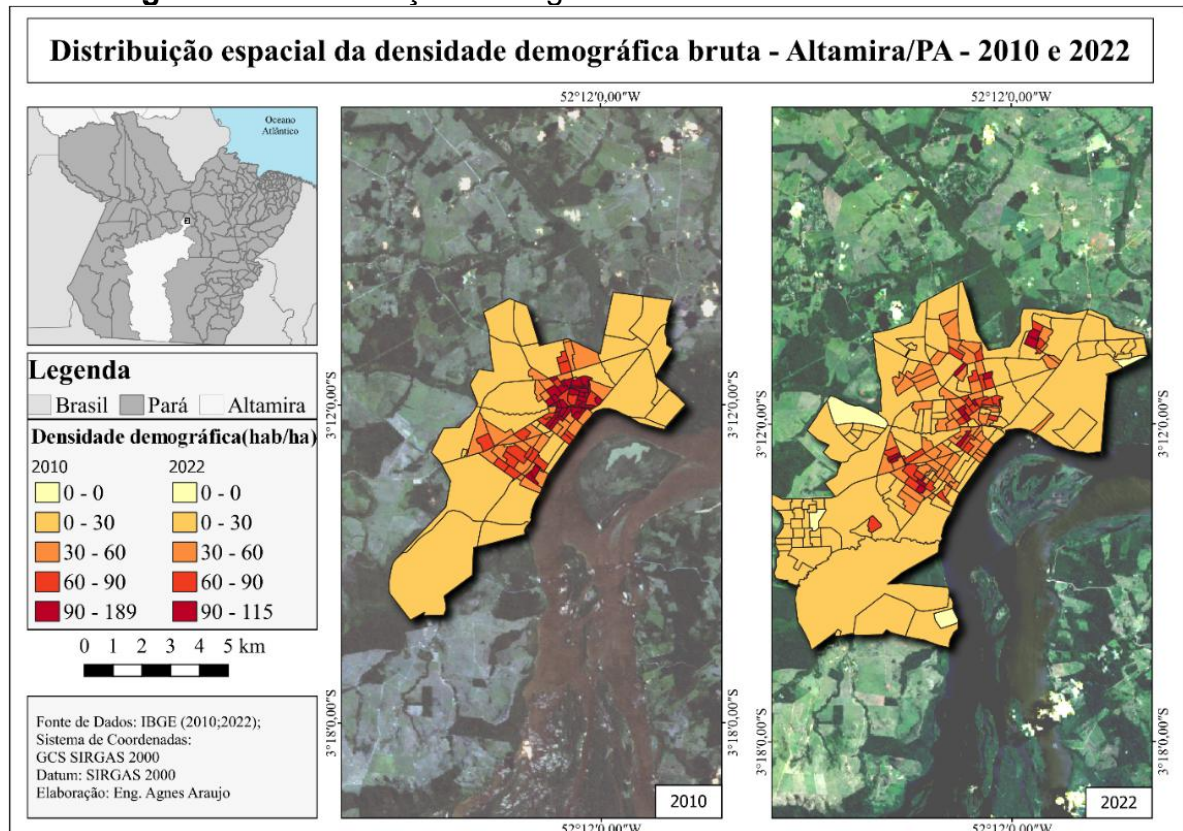 Distribuição espacial da densidade demográfica bruta - Altamira/PA - 2010 e 2022
Oceano
Atlântico
Legenda
Brasil Pará Altamira
Densidade demográfica(hab/ha)
2010 2022
0 - 0 0 - 0
0 - 30 0 - 30
30 - 60 30 - 60
60 - 90 60 - 90
90 - 189 90 - 115
0 1 2 3 4 5 km
Fonte de Dados: IBGE (2010;2022);
Sistema de Coordenadas:
GCS SIRGAS 2000
Datum: SIRGAS 2000
Elaboração: Eng. Agnes Araujo
52°12'0,00"W
3°12'0,00"S
3°12'0,00"S
3°18'0,00"S
3°18'0,00"S
2010
52°12'0,00"W
52°12'0,00"W
3°12'0,00"S
3°12'0,00"S
3°18'0,00"S
3°18'0,00"S
2022
52°12'0,00"W